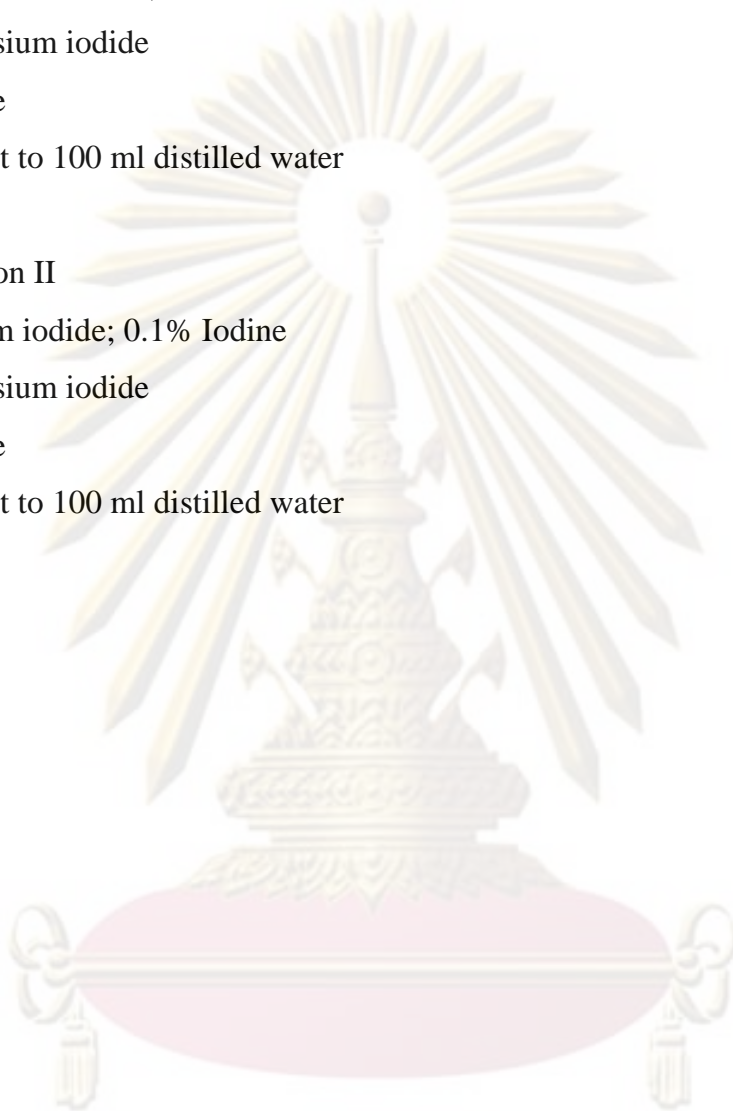 sium iodide
e
t to 100 ml distilled water
on II
m iodide; 0.1% Iodine
sium iodide
e
t to 100 ml distilled water